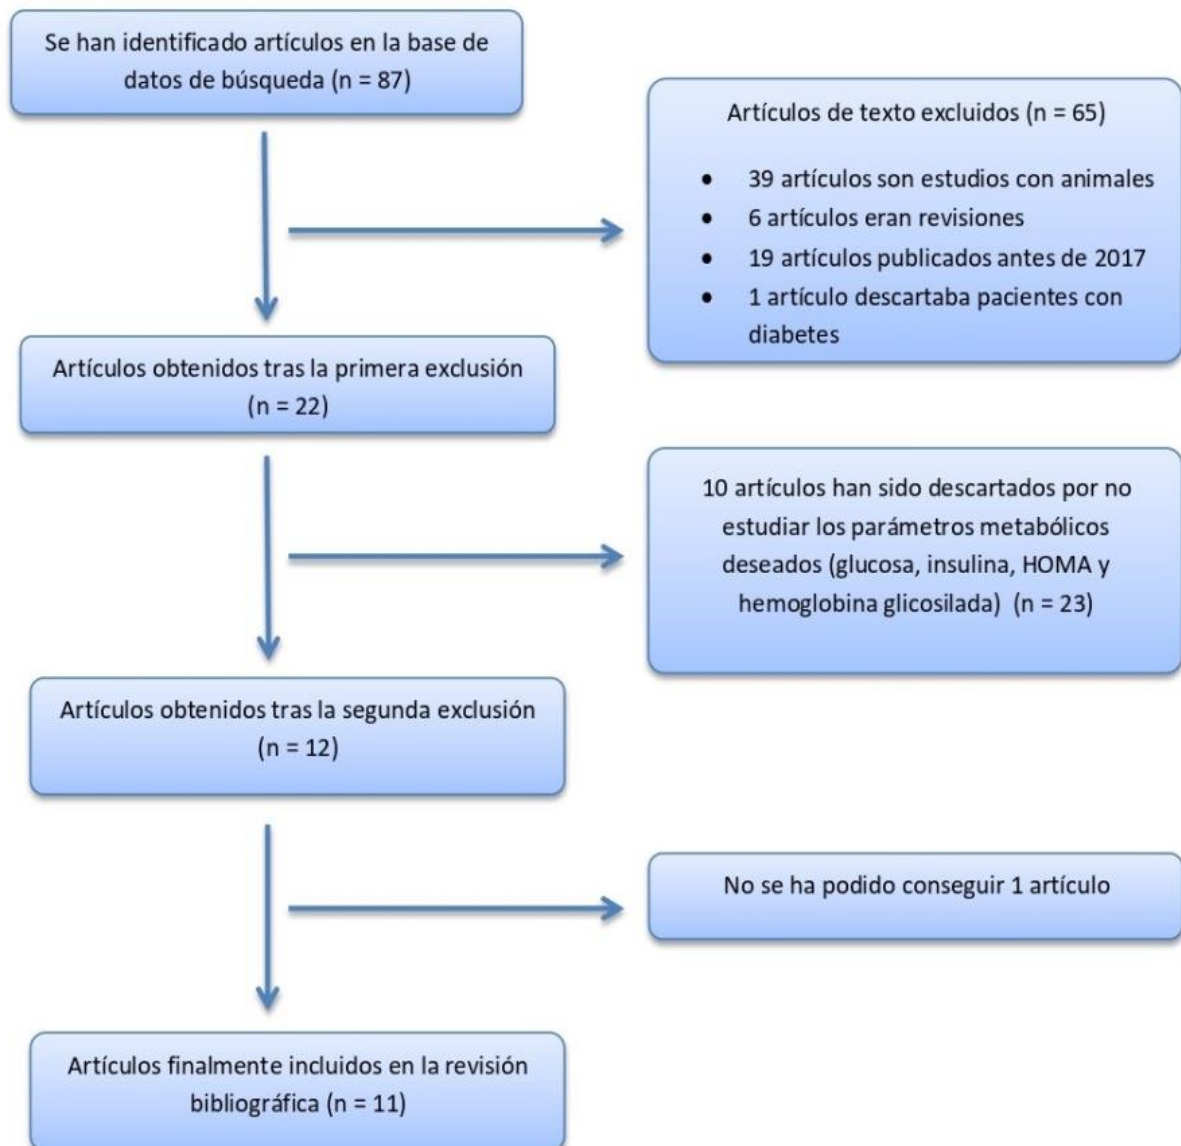 Se han identificado artículos en la base de
datos de búsqueda (n = 87)
Artículos de texto excluidos (n = 65)
• 39 artículos son estudios con animales
• 6 artículos eran revisiones
• 19 artículos publicados antes de 2017
• 1 artículo descartaba pacientes con
diabetes
Artículos obtenidos tras la primera exclusión
(n = 22)
10 artículos han sido descartados por no
estudiar los parámetros metabólicos
deseados (glucosa, insulina, HOMA y
hemoglobina glicosilada) (n = 23)
Artículos obtenidos tras la segunda exclusión
(n = 12)
No se ha podido conseguir 1 artículo
Artículos finalmente incluidos en la revisión
bibliográfica (n = 11)